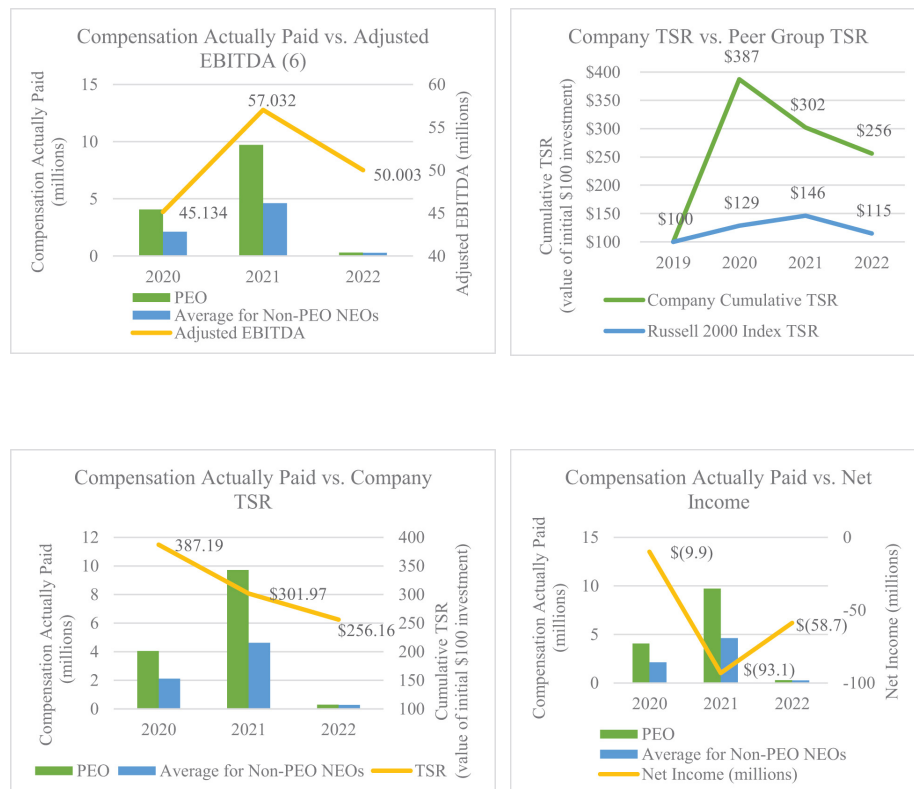 Compensation Actually Paid vs. Adjusted
EBITDA (6)
Compensation Actually Paid
(millions)
15
10
5
0
57.032
45.134
50.003
60
55
50
45
40
Adjusted EBITDA (millions)
2020 2021 2022
PEO
Average for Non-PEO NEOs
Adjusted EBITDA
Company TSR vs. Peer Group TSR
Cumulative TSR
(value of initial $100 investment)
$400
$350
$300
$250
$200
$150
$100
$387
$302
$256
$100
$129
$146
$115
2019 2020 2021 2022
Company Cumulative TSR
Russell 2000 Index TSR
Compensation Actually Paid vs. Company
TSR
Compensation Actually Paid
(millions)
12
10
8
6
4
2
0
387.19
$301.97
$256.16
400
350
300
250
200
150
100
Cumulative TSR
(value of initial $100 investment)
2020 2021 2022
PEO Average for Non-PEO NEOs TSR
Compensation Actually Paid vs. Net
Income
Compensation Actually Paid
(millions)
15
10
5
0
$(9.9)
$(93.1)
$(58.7)
0
-50
-100
Net Income (millions)
2020 2021 2022
PEO
Average for Non-PEO NEOs
Net Income (millions)